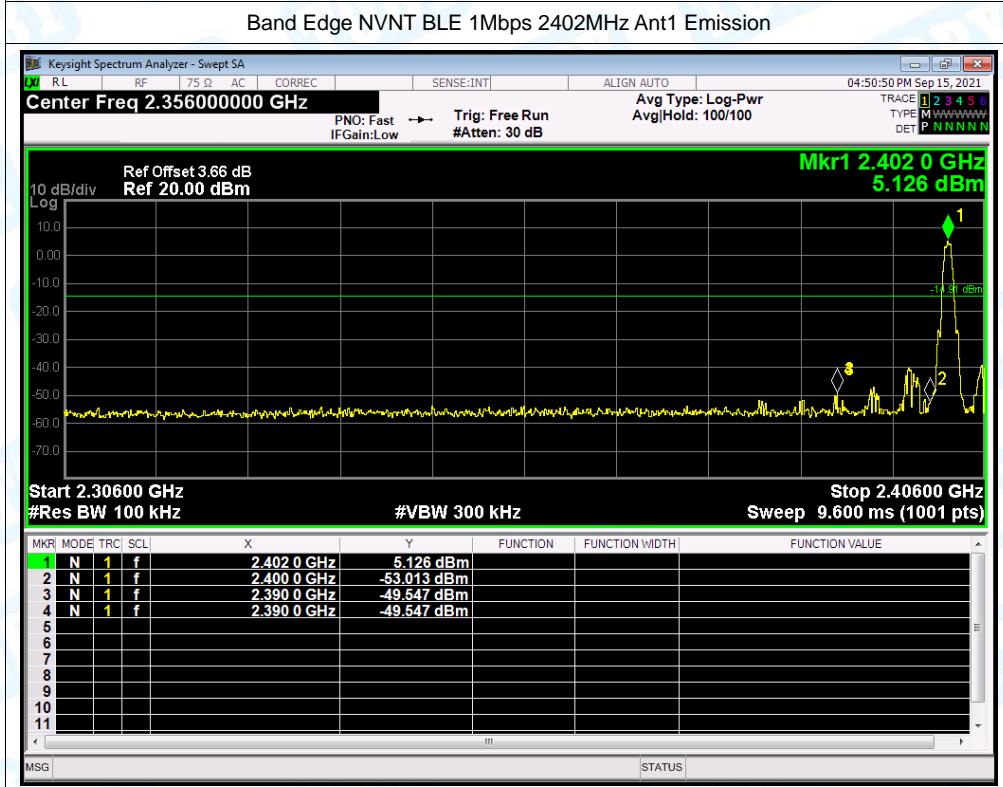 Band Edge NVNT BLE 1Mbps 2402MHz Ant1 Emission
Keysight Spectrum Analyzer - Swept SA
LXI RL RF 75 Ω AC CORREC SENSE:INT ALIGN AUTO 04:50:50 PM Sep 15, 2021
Center Freq 2.356000000 GHz
PNO: Fast
IFGain:Low
Trig: Free Run
#Atten: 30 dB
Avg Type: Log-Pwr
Avg|Hold: 100/100
TRACE 1 2 3 4 5 6
TYPE M WWWWW
DET P N N N N N
Ref Offset 3.66 dB
10 dB/div Ref 20.00 dBm
Log
Mkr1 2.402 0 GHz
5.126 dBm
1
10.0
0.00
-10.0
-14.91 dBm
-20.0
-30.0
-40.0
3
2
-50.0
-60.0
-70.0
Start 2.30600 GHz Stop 2.40600 GHz
#Res BW 100 kHz #VBW 300 kHz Sweep 9.600 ms (1001 pts)
MKR MODE TRC SCL X Y FUNCTION FUNCTION WIDTH FUNCTION VALUE
1 N 1 f 2.402 0 GHz 5.126 dBm
2 N 1 f 2.400 0 GHz -53.013 dBm
3 N 1 f 2.390 0 GHz -49.547 dBm
4 N 1 f 2.390 0 GHz -49.547 dBm
5
6
7
8
9
10
11
MSG STATUS